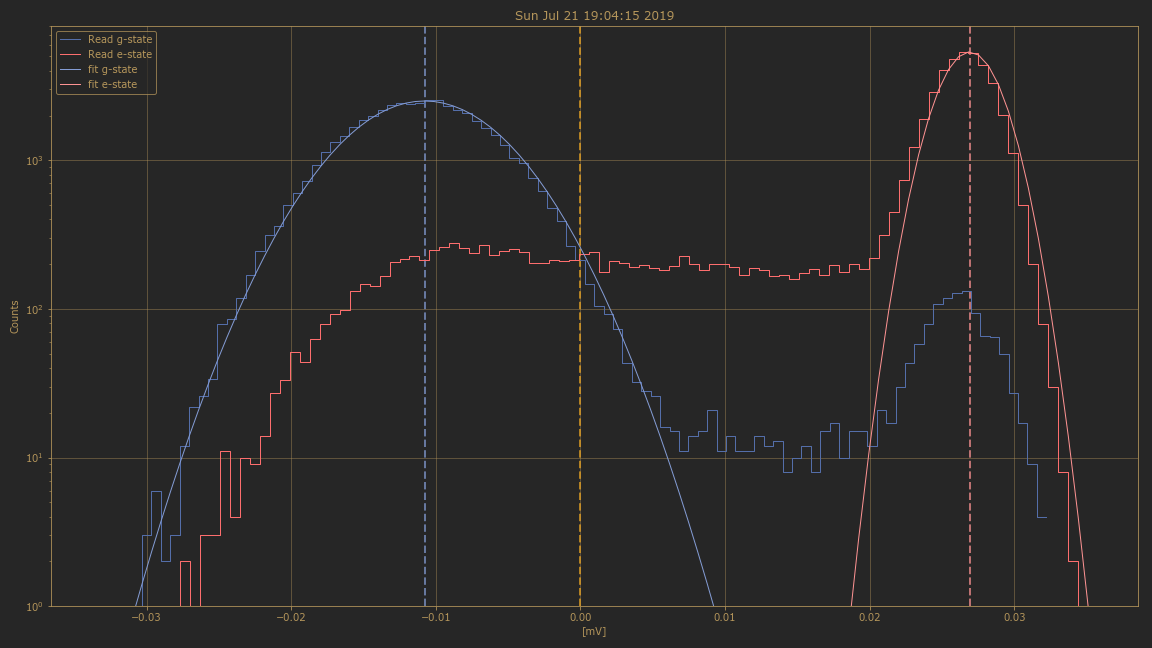 Sun Jul 21 19:04:15 2019
Read g-state
Read e-state
fit g-state
fit e-state
Counts
10³
10²
10¹
10⁰
−0.03 −0.02 −0.01 0.00 0.01 0.02 0.03
[mV]